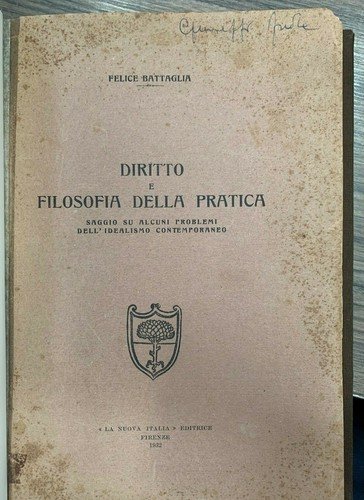 Giuseppe
FELICE BATTAGLIA
DIRITTO
E
FILOSOFIA DELLA PRATICA
SAGGIO SU ALCUNI PROBLEMI
DELL'IDEALISMO CONTEMPORANEO
« LA NUOVA ITALIA » EDITRICE
FIRENZE
1932